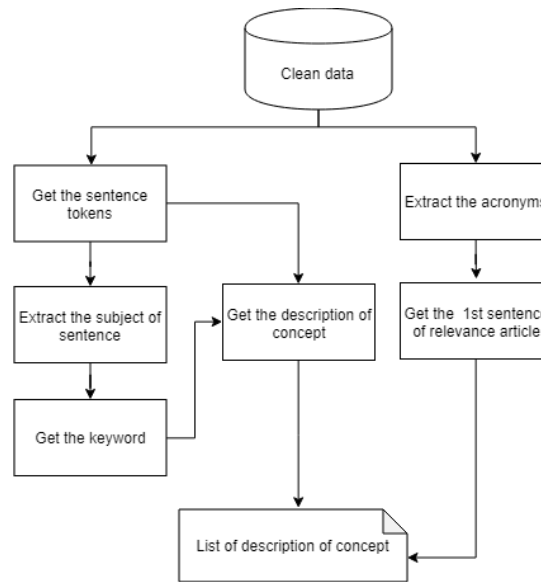 Clean data
Get the sentence
tokens
Extract the acronyms
Extract the subject of
sentence
Get the description of
concept
Get the 1st sentence
of relevance article
Get the keyword
List of description of concept